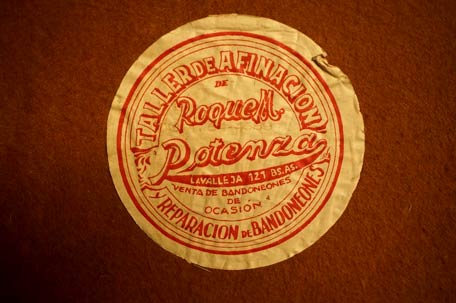 TALLER DE AFINACION
DE
Roque M.
Potenza
LAVALLEJA 121 BS. AS.
VENTA DE BANDONEONES
DE
OCASION
Y REPARACION DE BANDONEONES